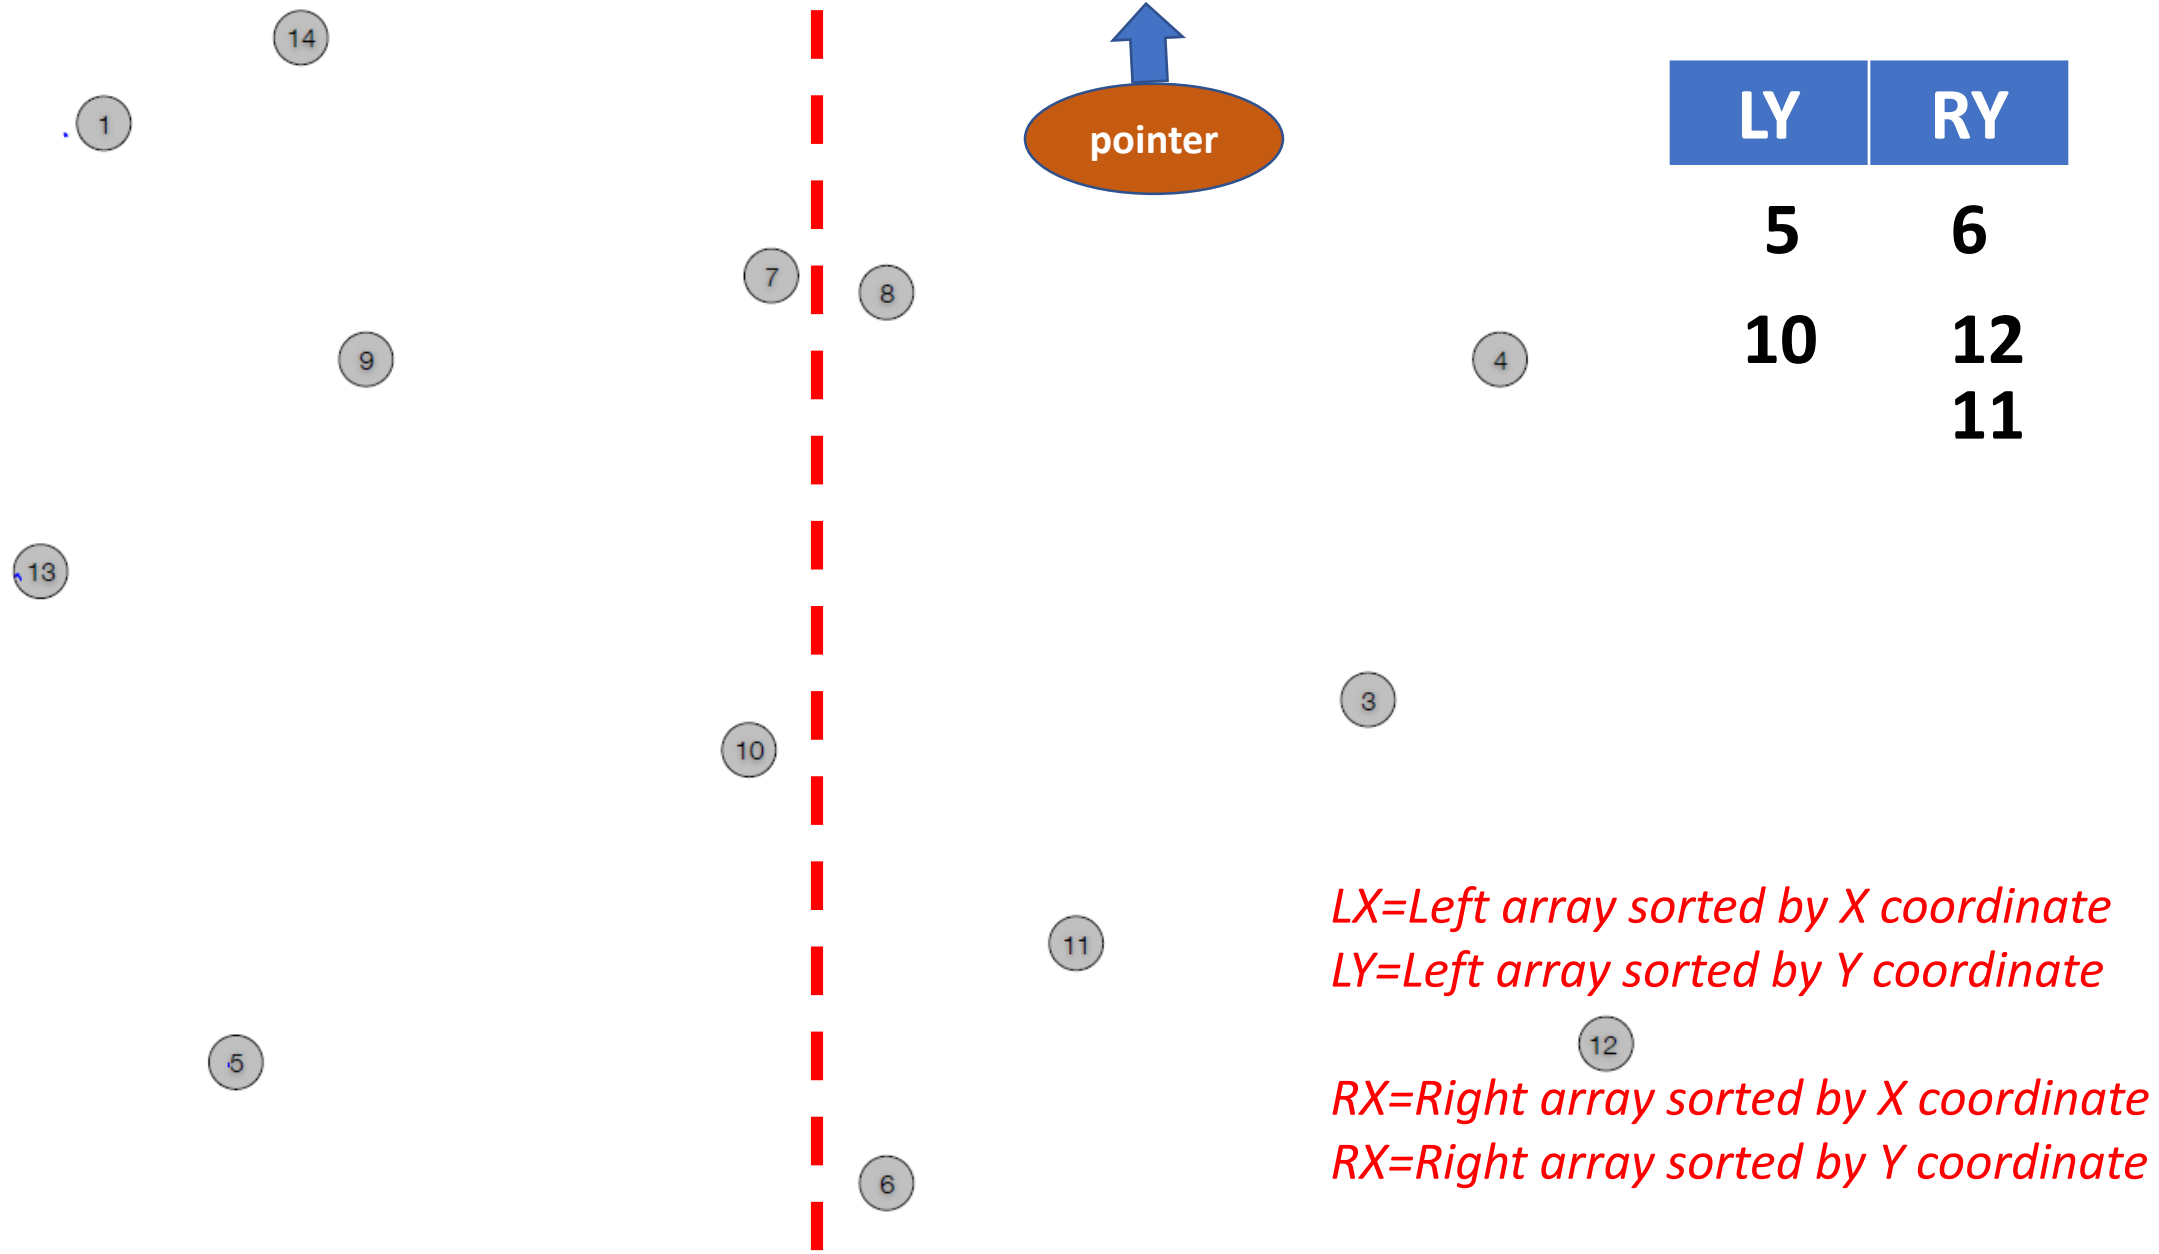 14
1
pointer
LY RY
5 6
7
8
10 12
9
4
11
13
3
10
LX=Left array sorted by X coordinate
11
LY=Left array sorted by Y coordinate
12
5
RX=Right array sorted by X coordinate
RX=Right array sorted by Y coordinate
6